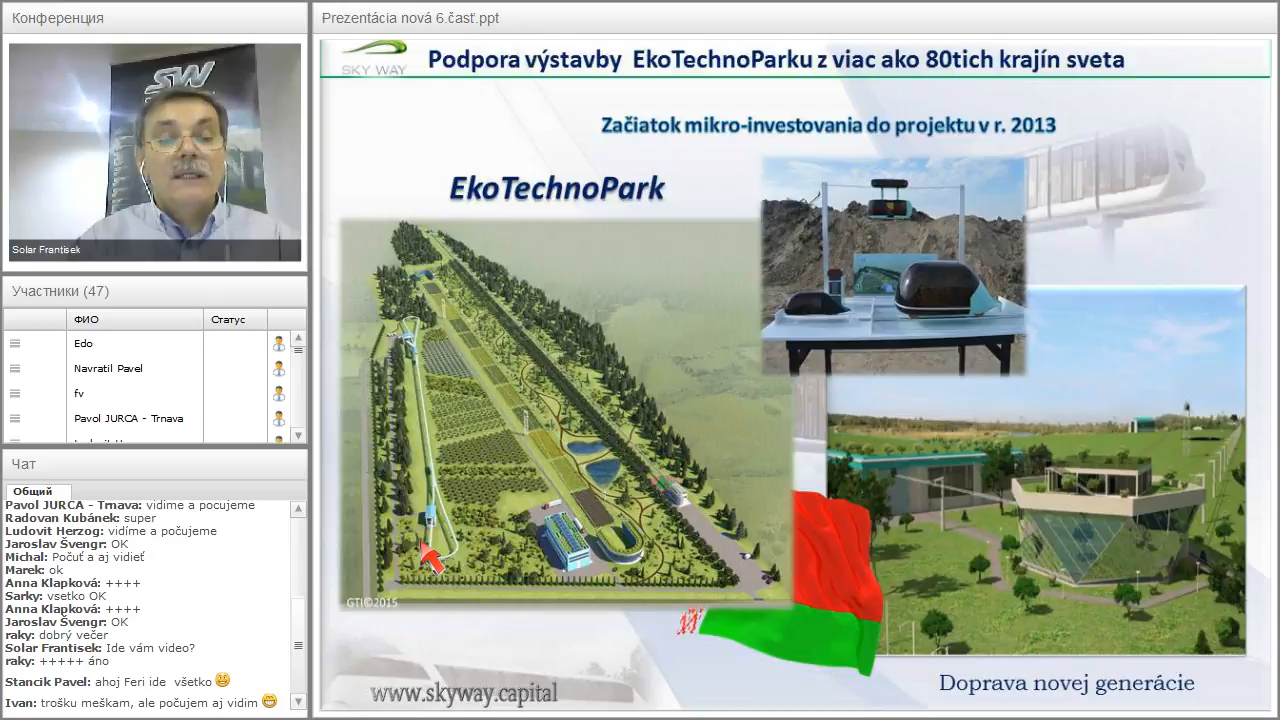 Конференция
SW
Solar Frantisek
Участники (47)
ФИО
Статус
Edo
Navratil Pavel
fv
Pavol JURCA - Trnava
Чат
Общий
Pavol JURCA - Trnava: vidime a pocujeme
Radovan Kubánek: super
Ludovit Herzog: vidíme a počujeme
Jaroslav Švengr: OK
Michal: Počuť a aj vidieť
Marek: ok
Anna Klapková: ++++
Sarky: vsetko OK
Anna Klapková: ++++
Jaroslav Švengr: OK
raky: dobrý večer
Solar Frantisek: Ide vám video?
raky: +++++ áno
Stancik Pavel: ahoj Feri ide všetko
Ivan: trošku meškam, ale počujem aj vidim
Prezentácia nová 6.časť.ppt
SKY WAY
Podpora výstavby EkoTechnoParku z viac ako 80tich krajín sveta
Začiatok mikro-investovania do projektu v r. 2013
EkoTechnoPark
GTI©2015
www.skyway.capital
Doprava novej generácie